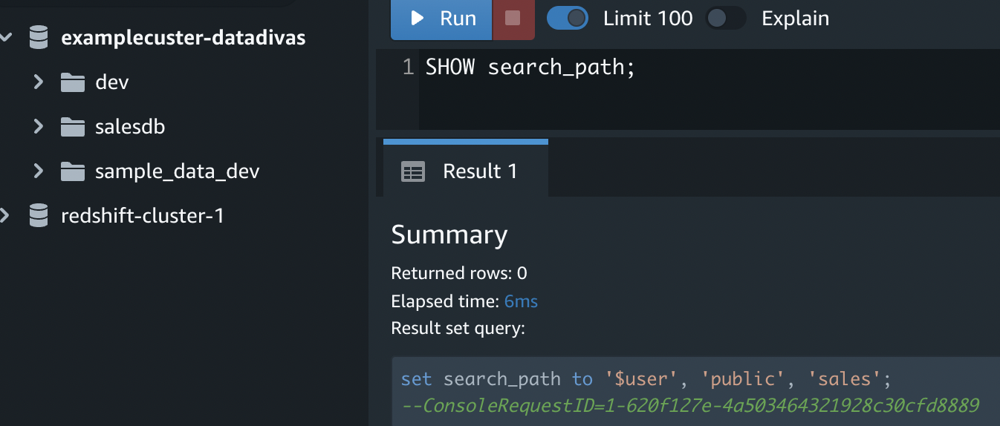 examplecuster-datadivas
dev
salesdb
sample_data_dev
redshift-cluster-1
Run Limit 100 Explain
1 SHOW search_path;
Result 1
Summary
Returned rows: 0
Elapsed time: 6ms
Result set query:
set search_path to '$user', 'public', 'sales';
--ConsoleRequestID=1-620f127e-4a503464321928c30cfd8889